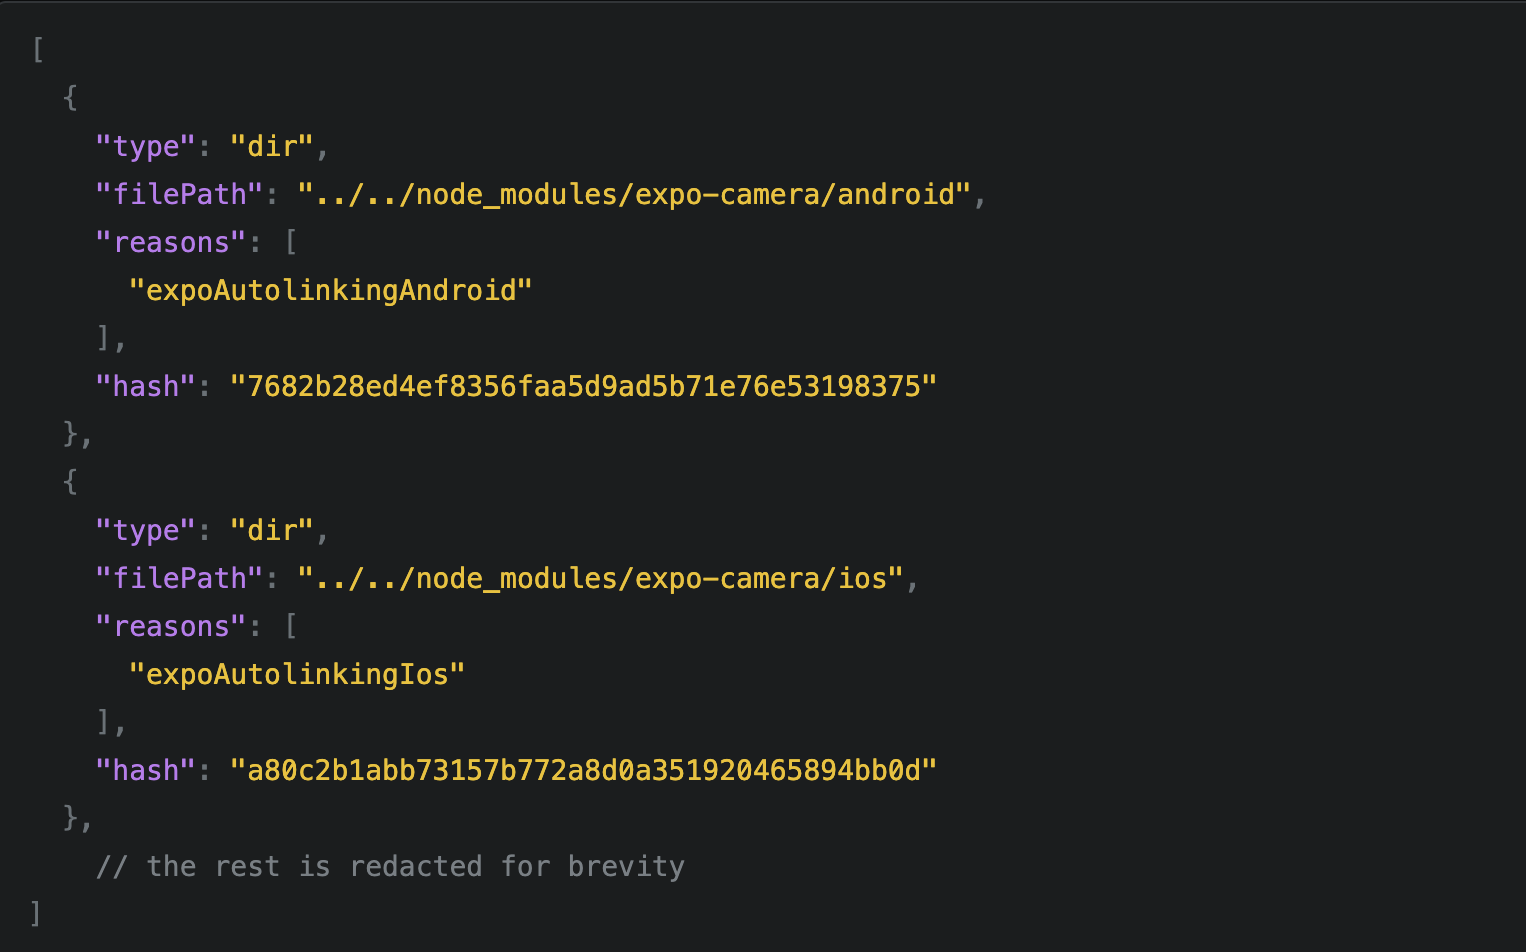 [
  {
    "type": "dir",
    "filePath": "../../node_modules/expo-camera/android",
    "reasons": [
      "expoAutolinkingAndroid"
    ],
    "hash": "7682b28ed4ef8356faa5d9ad5b71e76e53198375"
  },
  {
    "type": "dir",
    "filePath": "../../node_modules/expo-camera/ios",
    "reasons": [
      "expoAutolinkingIos"
    ],
    "hash": "a80c2b1abb73157b772a8d0a351920465894bb0d"
  },
    // the rest is redacted for brevity
]